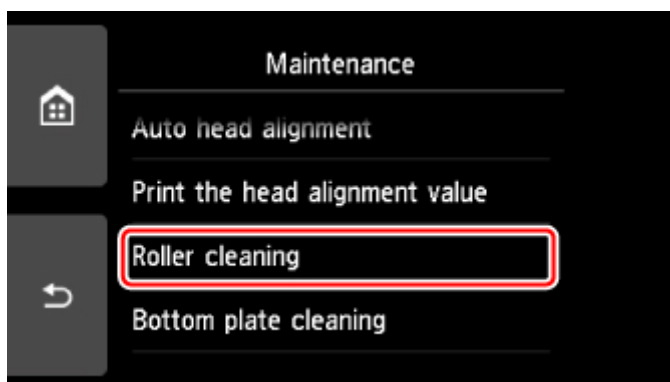 Maintenance
Auto head alignment
Print the head alignment value
Roller cleaning
Bottom plate cleaning